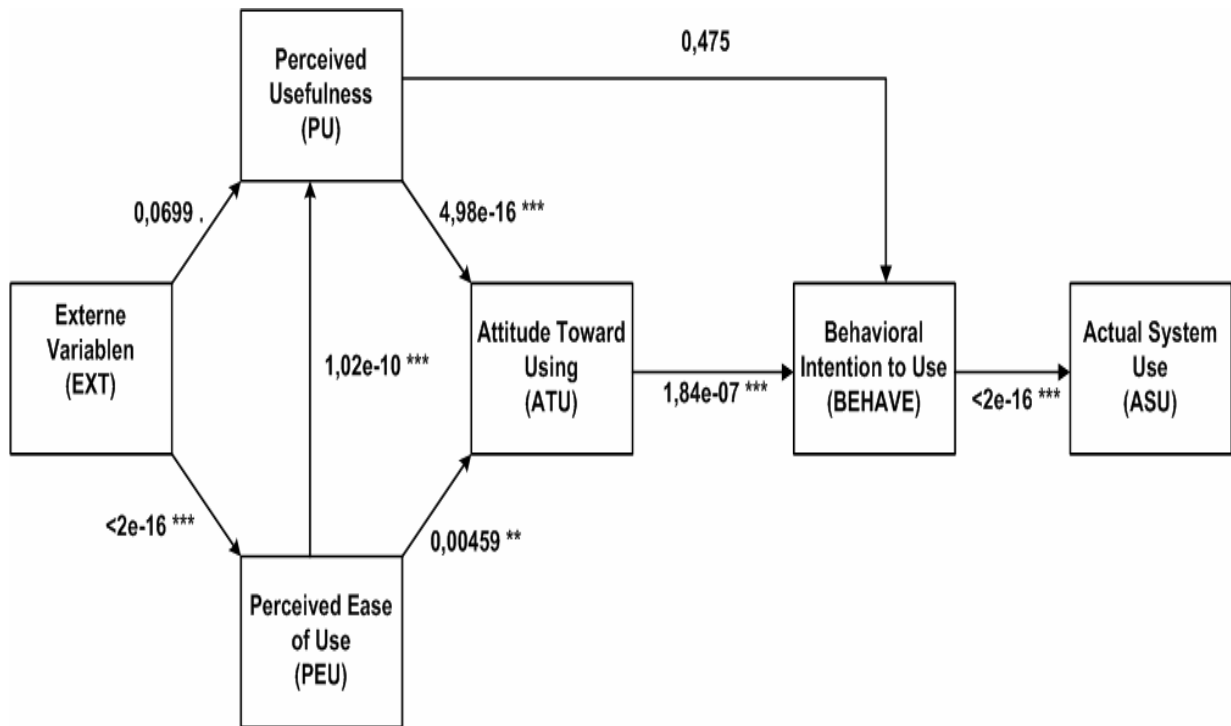 Perceived
Usefulness
(PU)
0,475
0,0699 .
4,98e-16 ***
Externe
Variablen
(EXT)
1,02e-10 ***
Attitude Toward
Using
(ATU)
1,84e-07 ***
Behavioral
Intention to Use
(BEHAVE)
<2e-16 ***
Actual System
Use
(ASU)
<2e-16 ***
0,00459 **
Perceived Ease
of Use
(PEU)